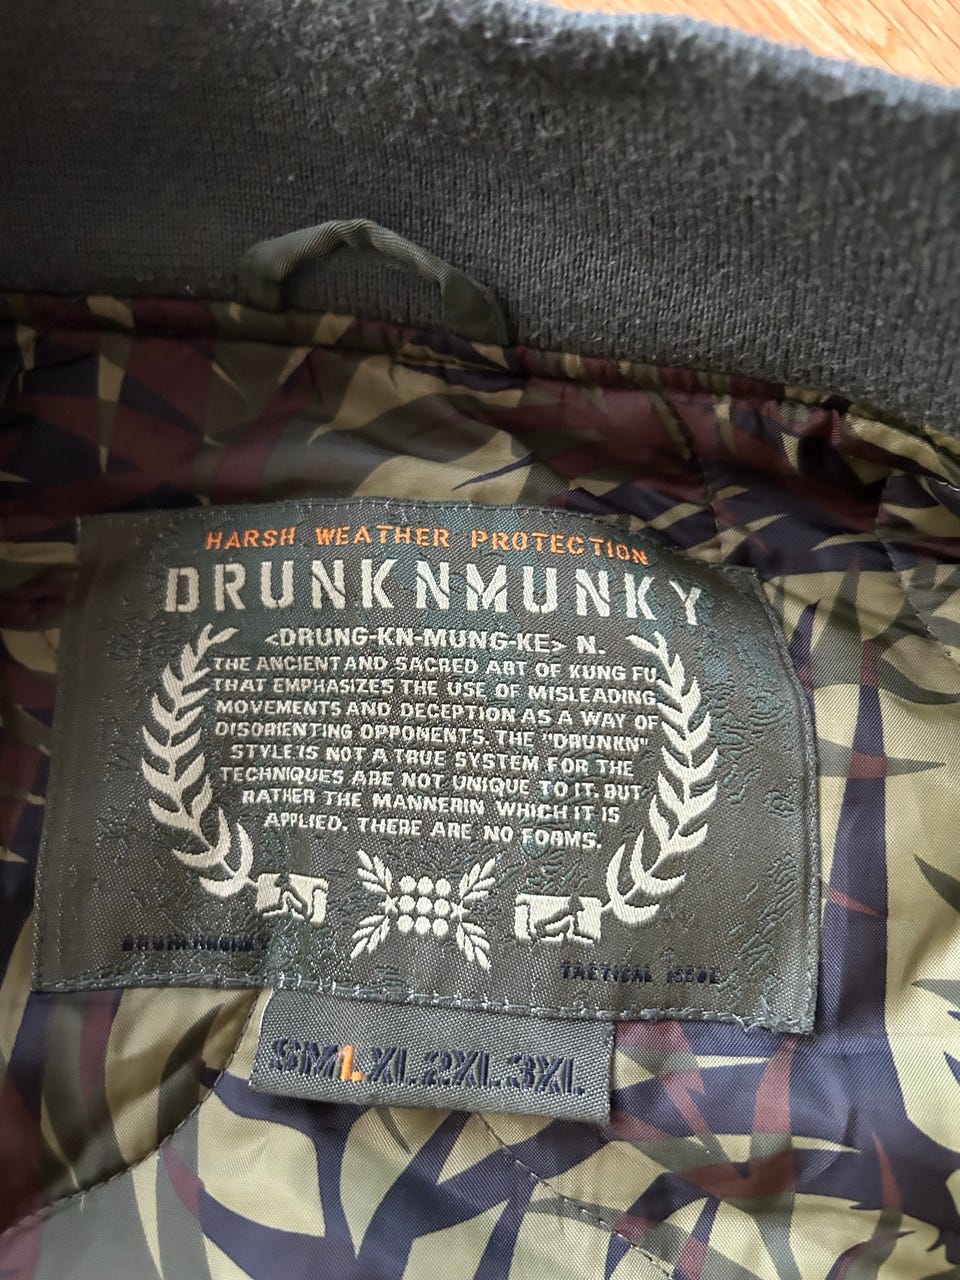 HARSH WEATHER PROTECTION
DRUNKNMUNKY
<DRUNG-KN-MUNG-KE> N.
THE ANCIENT AND SACRED ART OF KUNG FU
THAT EMPHASIZES THE USE OF MISLEADING
MOVEMENTS AND DECEPTION AS A WAY OF
DISORIENTING OPPONENTS. THE "DRUNKN"
STYLE IS NOT A TRUE SYSTEM FOR THE
TECHNIQUES ARE NOT UNIQUE TO IT. BUT
RATHER THE MANNERIN WHICH IT IS
APPLIED. THERE ARE NO FORMS.
DRUNKNMUNKY
TACTICAL ISSUE
SMLXL2XL3XL